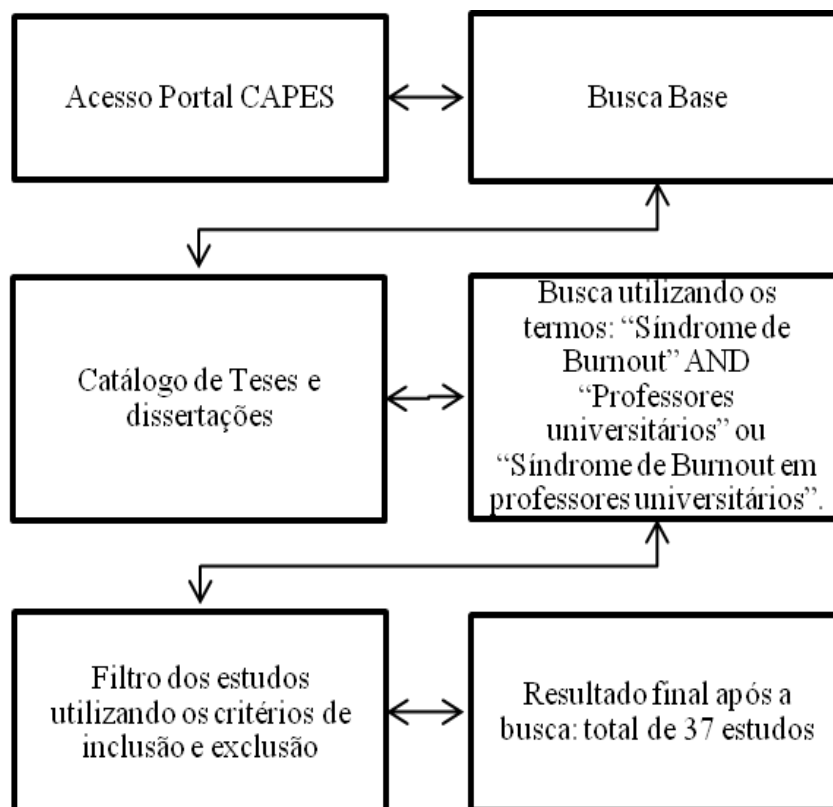 Acesso Portal CAPES
Busca Base
Catálogo de Teses e
dissertações
Busca utilizando os
termos: “Síndrome de
Burnout” AND
“Professores
universitários” ou
“Síndrome de Burnout em
professores universitários”.
Filtro dos estudos
utilizando os critérios de
inclusão e exclusão
Resultado final após a
busca: total de 37 estudos